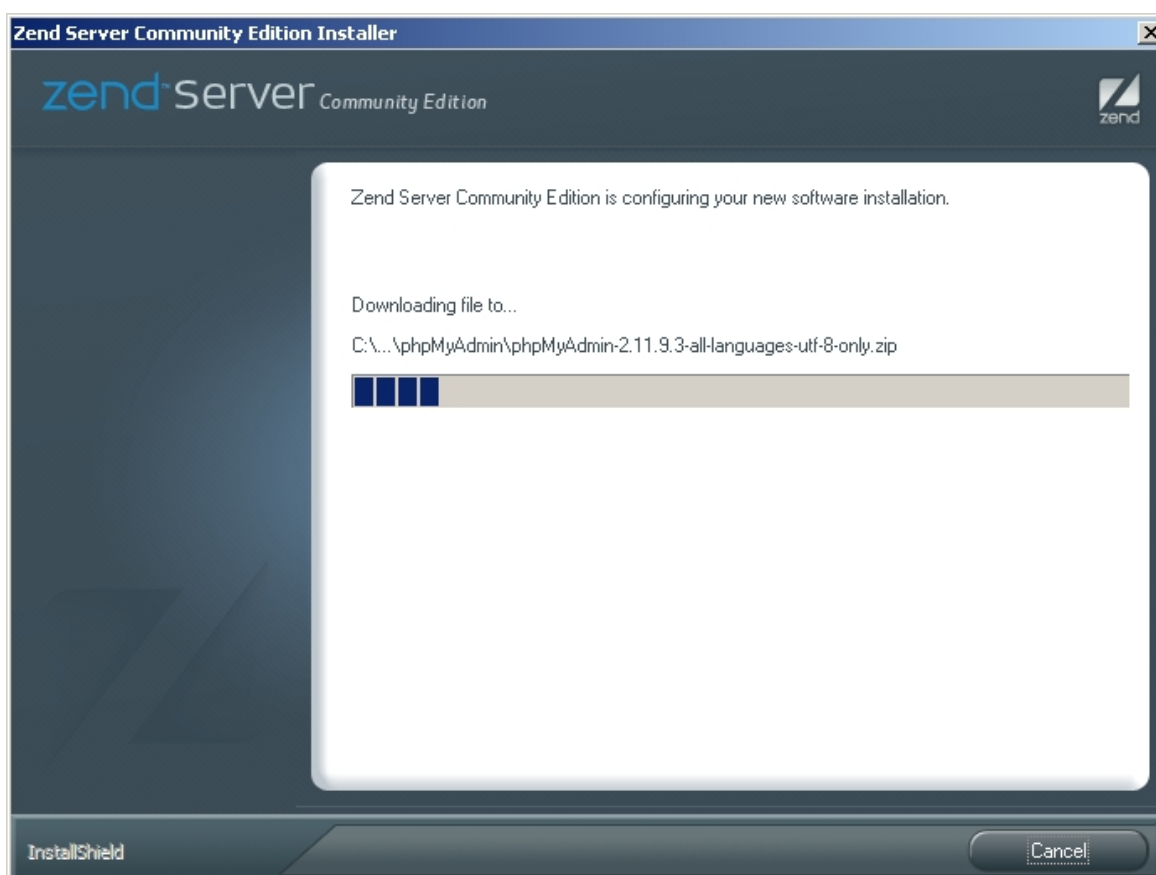 Zend Server Community Edition Installer
zend™ server Community Edition
zend
Zend Server Community Edition is configuring your new software installation.
Downloading file to...
C:\...\phpMyAdmin\phpMyAdmin-2.11.9.3-all-languages-utf-8-only.zip
InstallShield
Cancel